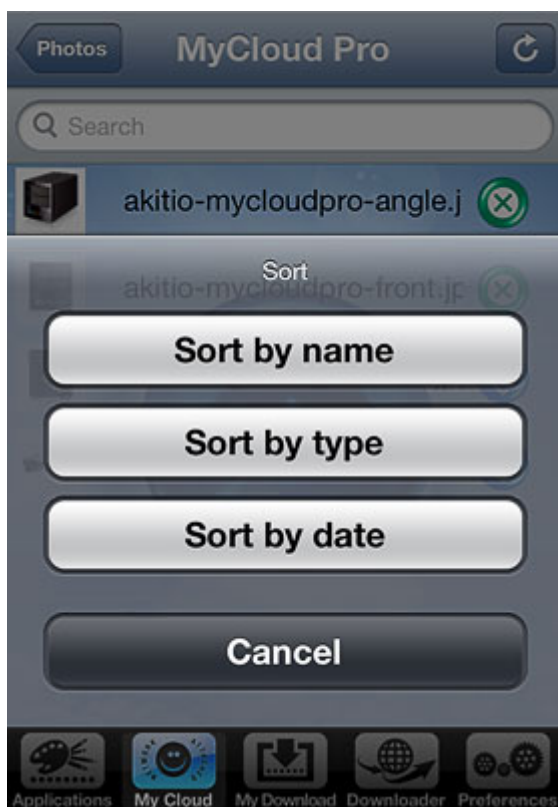 Photos
MyCloud Pro
Search
akitio-mycloudpro-angle.j
Sort
akitio-mycloudpro-front.jp
Sort by name
Sort by type
Sort by date
Cancel
Applications My Cloud My Download Downloader Preference